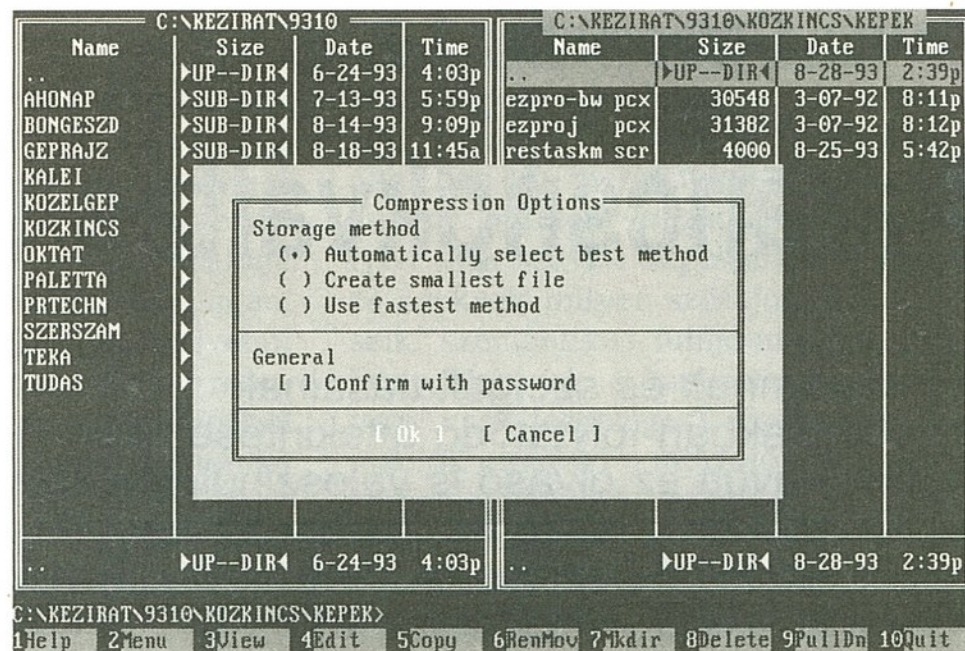 C:\KEZIRAT\9310
Name Size Date Time
.. ►UP--DIR◄ 6-24-93 4:03p
AHONAP ►SUB-DIR◄ 7-13-93 5:59p
BONGESZD ►SUB-DIR◄ 8-14-93 9:09p
GEPRAJZ ►SUB-DIR◄ 8-18-93 11:45a
KALEI ►
KOZELGEP ►
KOZKINCS ►
OKTAT ►
PALETTA ►
PRTECHN ►
SZERSZAM ►
TEKA ►
TUDAS ►
.. ►UP--DIR◄ 6-24-93 4:03p
C:\KEZIRAT\9310\KOZKINCS\KEPEK
Name Size Date Time
.. ►UP--DIR◄ 8-28-93 2:39p
ezpro-bw pcx 30548 3-07-92 8:11p
ezproj pcx 31382 3-07-92 8:12p
restaskm scr 4000 8-25-93 5:42p
.. ►UP--DIR◄ 8-28-93 2:39p
Compression Options
Storage method
(•) Automatically select best method
( ) Create smallest file
( ) Use fastest method
General
[ ] Confirm with password
[ Ok ] [ Cancel ]
C:\KEZIRAT\9310\KOZKINCS\KEPEK>
1Help 2Menu 3View 4Edit 5Copy 6RenMov 7Mkdir 8Delete 9PullDn 10Quit